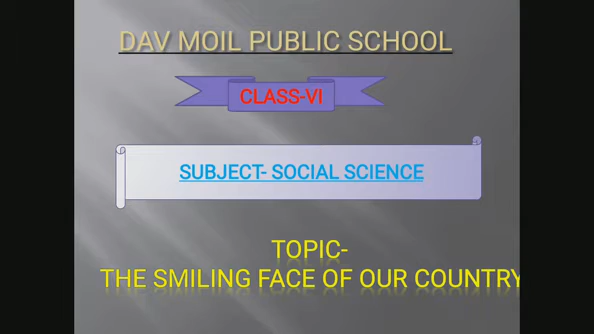 DAV MOIL PUBLIC SCHOOL
CLASS-VI
SUBJECT- SOCIAL SCIENCE
TOPIC-
THE SMILING FACE OF OUR COUNTRY